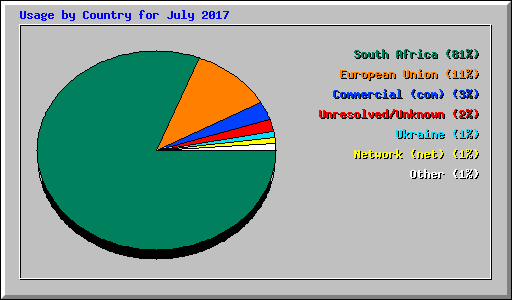 Usage by Country for July 2017
South Africa (81%)
European Union (11%)
Commercial (com) (3%)
Unresolved/Unknown (2%)
Ukraine (1%)
Network (net) (1%)
Other (1%)